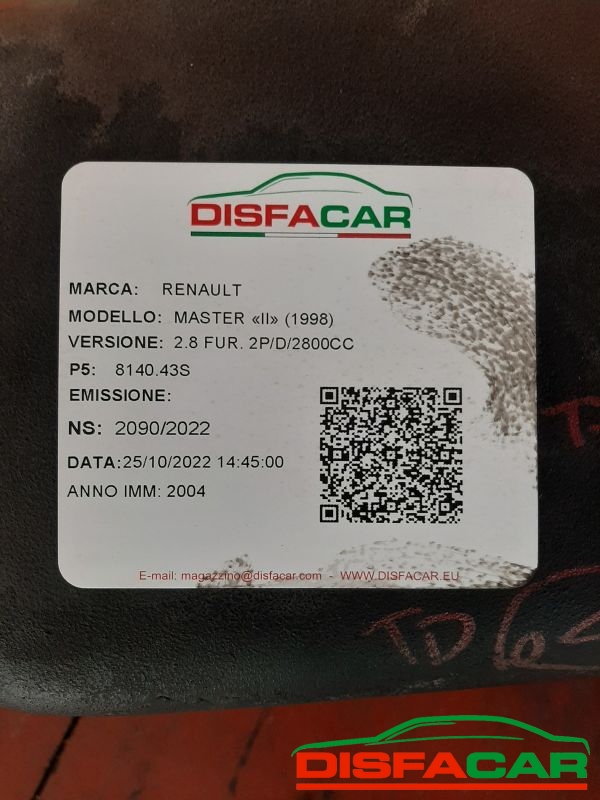 DISFACAR
MARCA: RENAULT
MODELLO: MASTER «II» (1998)
VERSIONE: 2.8 FUR. 2P/D/2800CC
P5: 8140.43S
EMISSIONE:
NS: 2090/2022
DATA:25/10/2022 14:45:00
ANNO IMM: 2004
E-mail: magazzino@disfacar.com - WWW.DISFACAR.EU
TD
DISFACAR